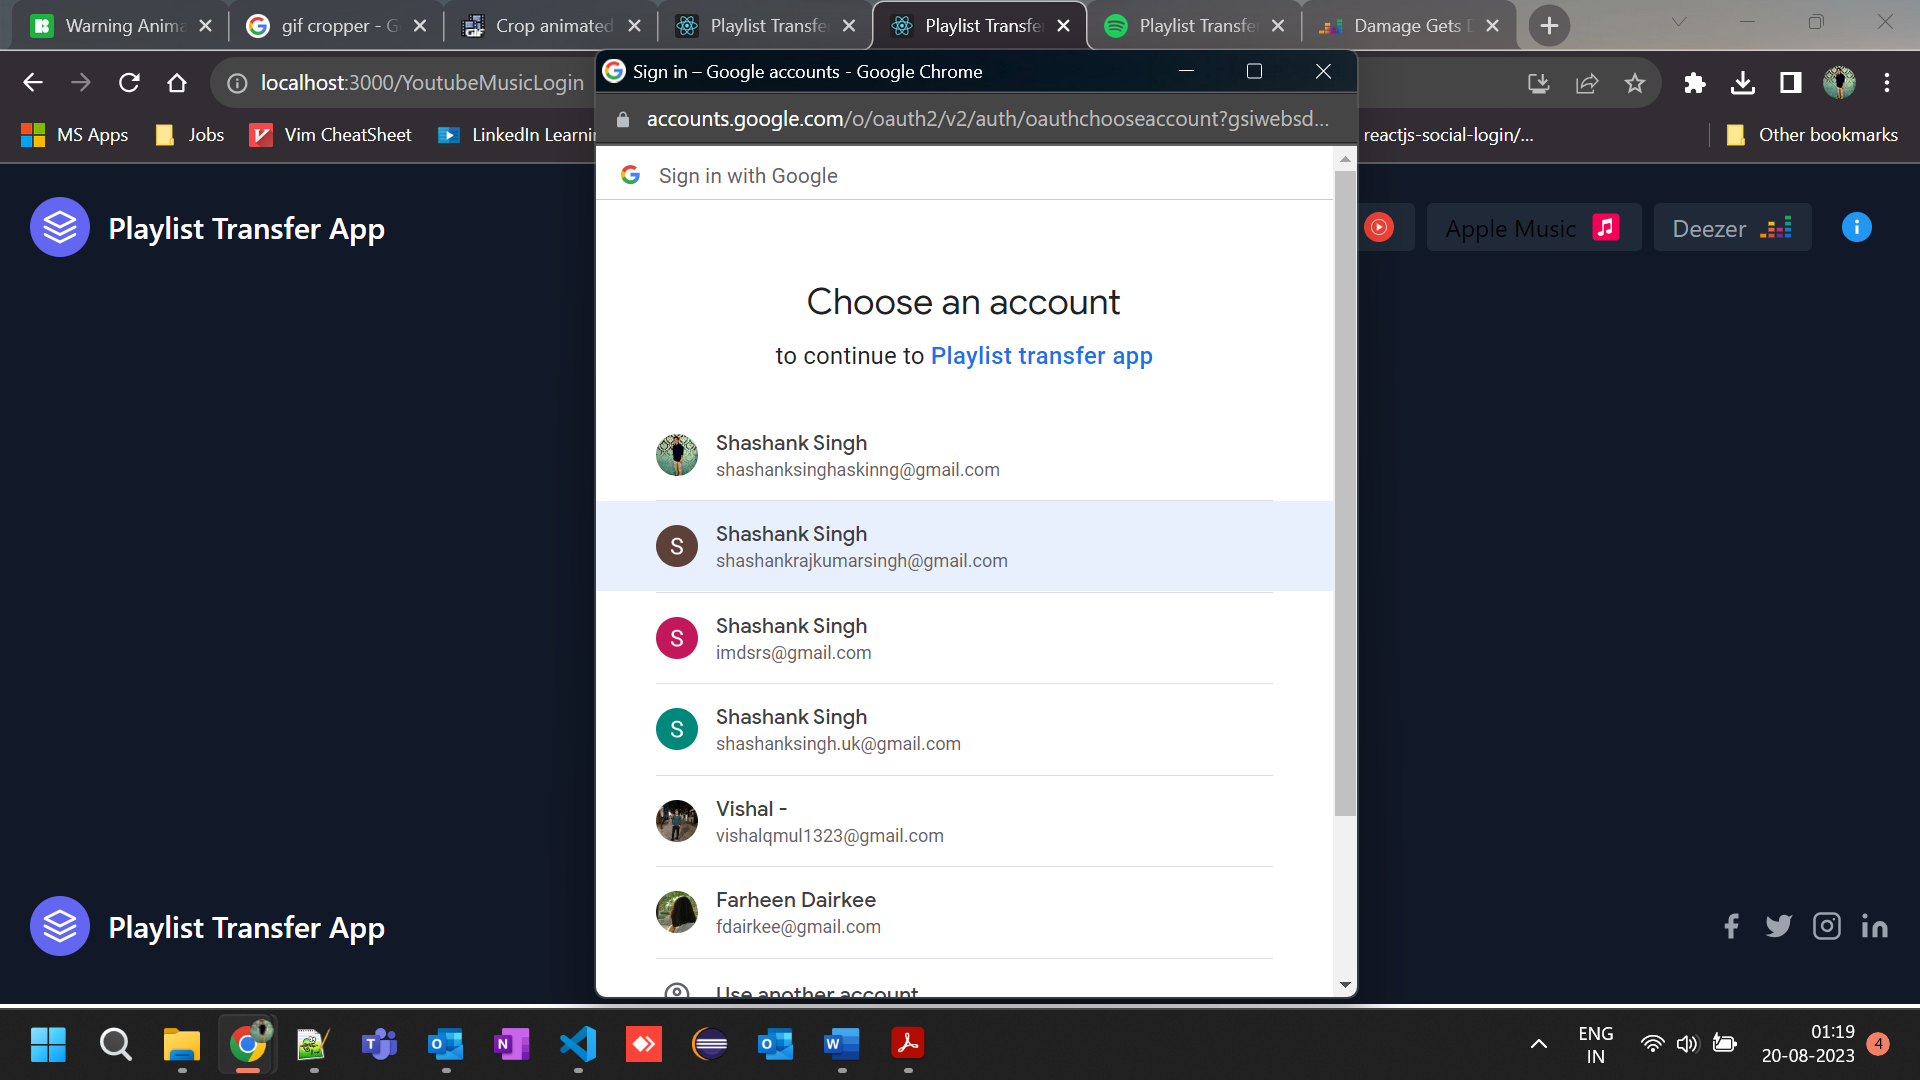 Warning Anima
gif cropper - G
Crop animated
Playlist Transfe
Playlist Transfe
Playlist Transfe
Damage Gets D
Sign in – Google accounts - Google Chrome
localhost:3000/YoutubeMusicLogin
accounts.google.com/o/oauth2/v2/auth/oauthchooseaccount?gsiwebsd...
MS Apps
Jobs
Vim CheatSheet
LinkedIn Learnin
reactjs-social-login/...
Other bookmarks
Sign in with Google
Playlist Transfer App
Apple Music
Deezer
Choose an account
to continue to Playlist transfer app
Shashank Singh
shashanksinghaskinng@gmail.com
S
Shashank Singh
shashankrajkumarsingh@gmail.com
S
Shashank Singh
imdsrs@gmail.com
S
Shashank Singh
shashanksingh.uk@gmail.com
Vishal -
vishalqmul1323@gmail.com
Farheen Dairkee
fdairkee@gmail.com
Use another account
Playlist Transfer App
ENG
IN
01:19
20-08-2023
4